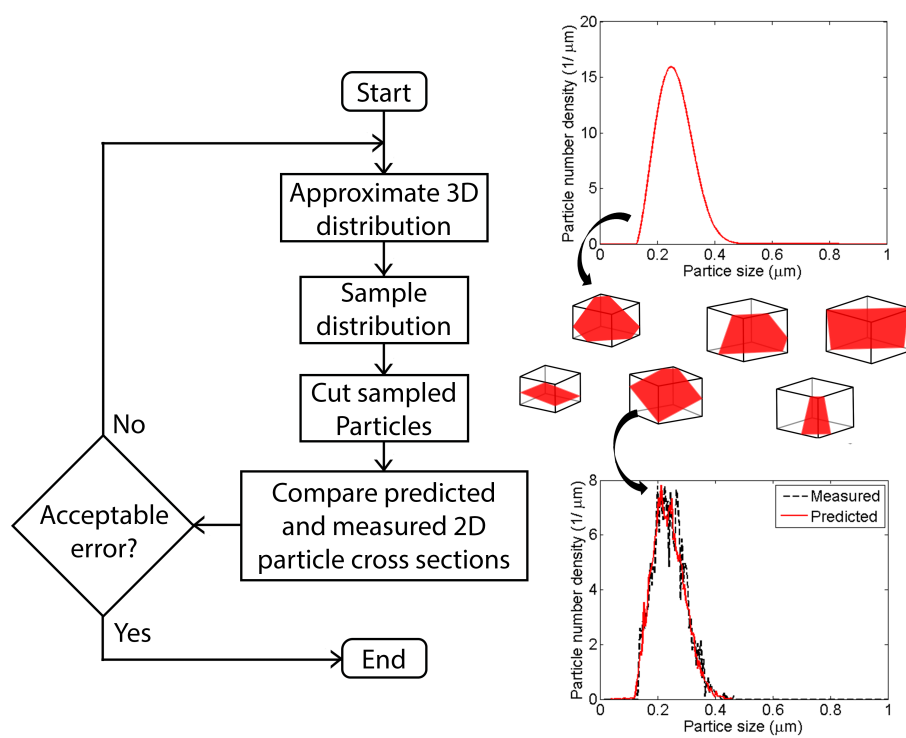 Start
Approximate 3D
distribution
Sample
distribution
Cut sampled
Particles
Compare predicted
and measured 2D
particle cross sections
Acceptable
error?
No
Yes
End
Particle number density (1/ μm)
20
15
10
5
0
0 0.2 0.4 0.6 0.8 1
Partice size (μm)
Particle number density (1/ μm)
8
6
4
2
0
0 0.2 0.4 0.6 0.8 1
Partice size (μm)
Measured
Predicted